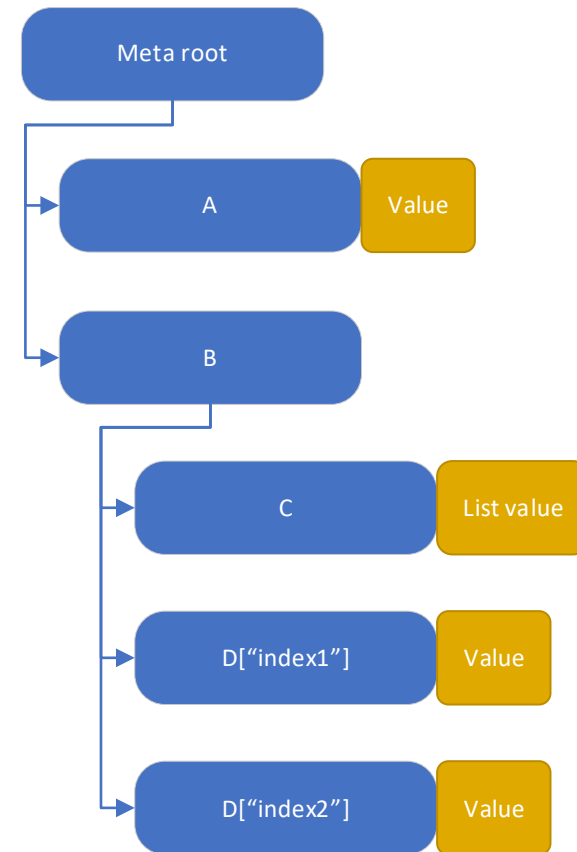 Meta root
A
Value
B
C
List value
D[“index1”]
Value
D[“index2”]
Value